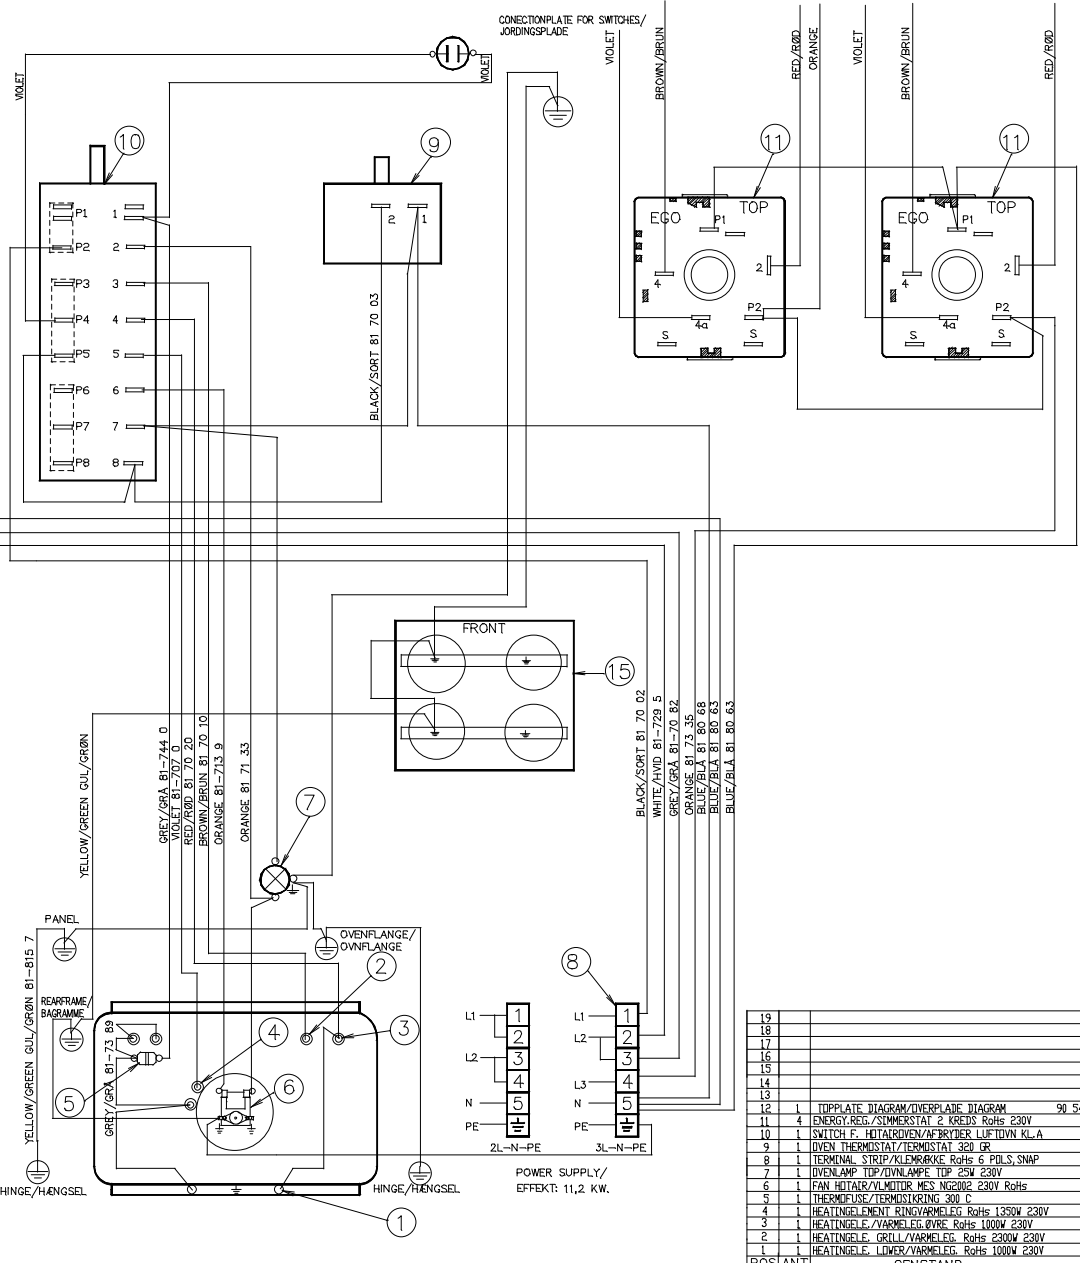 CONECTIONPLATE FOR SWITCHES/
JORDINGSPLADE
VIOLET
VIOLET
VIOLET
BROWN/BRUN
RED/RØD
ORANGE
VIOLET
BROWN/BRUN
RED/RØD
10
9
11
11
P1 1
P2 2
P3 3
P4 4
P5 5
P6 6
P7 7
P8 8
2 1
BLACK/SORT 81 70 03
EGO TOP
P1
2
4
P2
4a
S S
EGO TOP
P1
2
4
P2
4a
S S
FRONT
15
YELLOW/GREEN GUL/GRØN
GREY/GRÅ 81-744 0
VIOLET 81-707 0
RED/RØD 81 70 20
BROWN/BRUN 81 70 10
ORANGE 81-713 9
ORANGE 81 71 33
BLACK/SORT 81 70 02
WHITE/HVID 81-729 5
GREY/GRÅ 81-70 82
ORANGE 81 73 35
BLUE/BLÅ 81 80 68
BLUE/BLÅ 81 80 63
BLUE/BLÅ 81 80 63
7
PANEL
OVENFLANGE/
OVNFLANGE
YELLOW/GREEN GUL/GRØN 81-815 7
REARFRAME/
BAGRAMME
GREY/GRÅ 81-73 89
2
3
4
5
6
8
1
HINGE/HÆNGSEL
HINGE/HÆNGSEL
L1 1
2
L2 3
4
N 5
PE
2L-N-PE
L1 1
L2 2
3
L3 4
N 5
PE
3L-N-PE
POWER SUPPLY/
EFFEKT: 11,2 KW.
19
18
17
16
15
14
13
12 1 TOPPLATE DIAGRAM/OVERPLADE DIAGRAM 90 5
11 4 ENERGY.REG./SIMMERSTAT 2 KREDS RoHs 230V
10 1 SWITCH F. HOTAIROVEN/AFBRYDER LUFTOVN KL.A
9 1 OVEN THERMOSTAT/TERMOSTAT 320 GR
8 1 TERMINAL STRIP/KLEMRÆKKE RoHs 6 POLS,SNAP
7 1 OVENLAMP TOP/OVNLAMPE TOP 25W 230V
6 1 FAN HOTAIR/VLMOTOR MES NG2002 230V RoHs
5 1 THERMOFUSE/TERMOSIKRING 300 C
4 1 HEATINGELEMENT RINGVARMELEG RoHs 1350W 230V
3 1 HEATINGELE./VARMELEG.ØVRE RoHs 1000W 230V
2 1 HEATINGELE. GRILL/VARMELEG. RoHs 2300W 230V
1 1 HEATINGELE. LOWER/VARMELEG. RoHs 1000W 230V
POS ANT GENSTAND